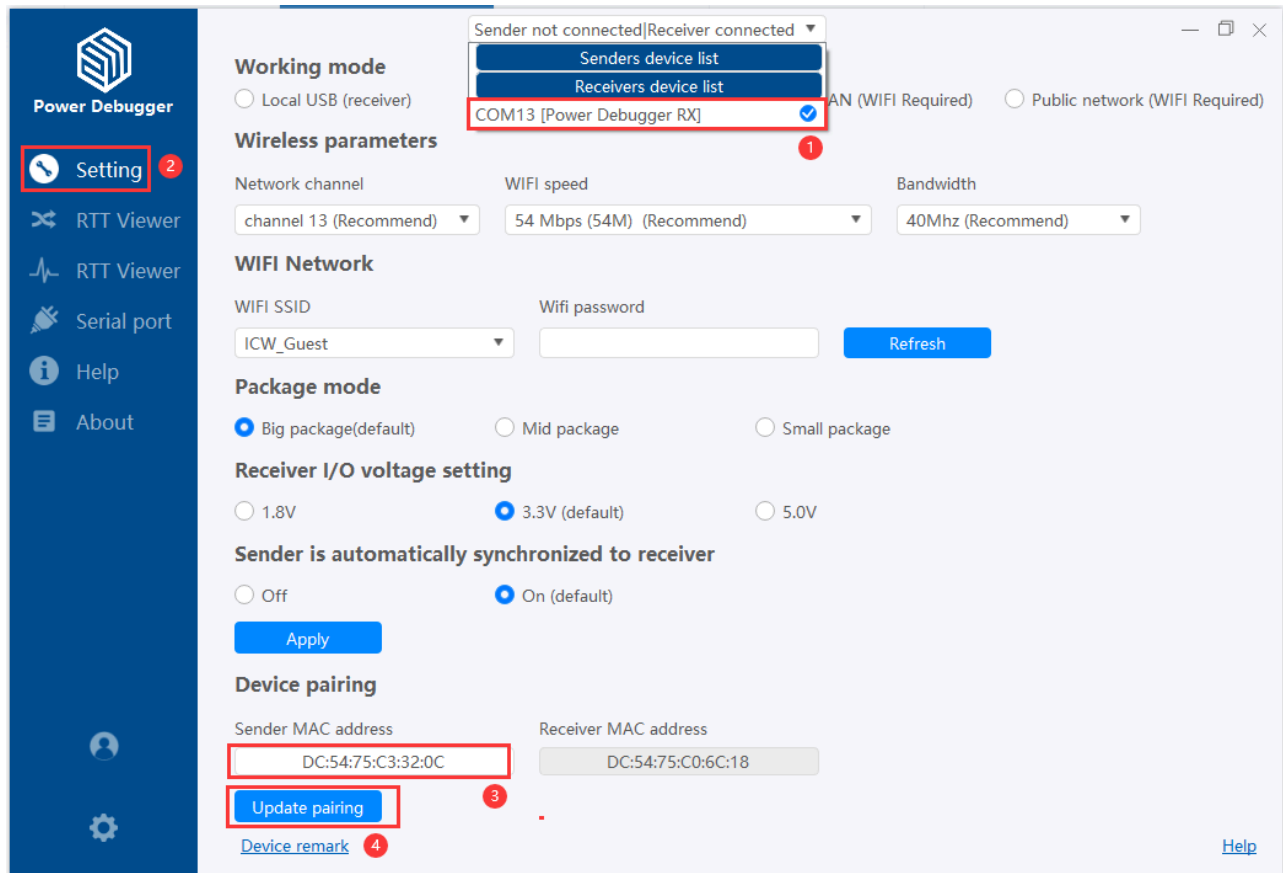 Sender not connected|Receiver connected
Senders device list
Receivers device list
COM13 [Power Debugger RX]
1
Power Debugger
Setting 2
RTT Viewer
RTT Viewer
Serial port
Help
About
Working mode
Local USB (receiver) AN (WIFI Required) Public network (WIFI Required)
Wireless parameters
Network channel WIFI speed Bandwidth
channel 13 (Recommend) 54 Mbps (54M) (Recommend) 40Mhz (Recommend)
WIFI Network
WIFI SSID Wifi password
ICW_Guest Refresh
Package mode
Big package(default) Mid package Small package
Receiver I/O voltage setting
1.8V 3.3V (default) 5.0V
Sender is automatically synchronized to receiver
Off On (default)
Apply
Device pairing
Sender MAC address Receiver MAC address
DC:54:75:C3:32:0C DC:54:75:C0:6C:18
3
Update pairing
Device remark 4 Help